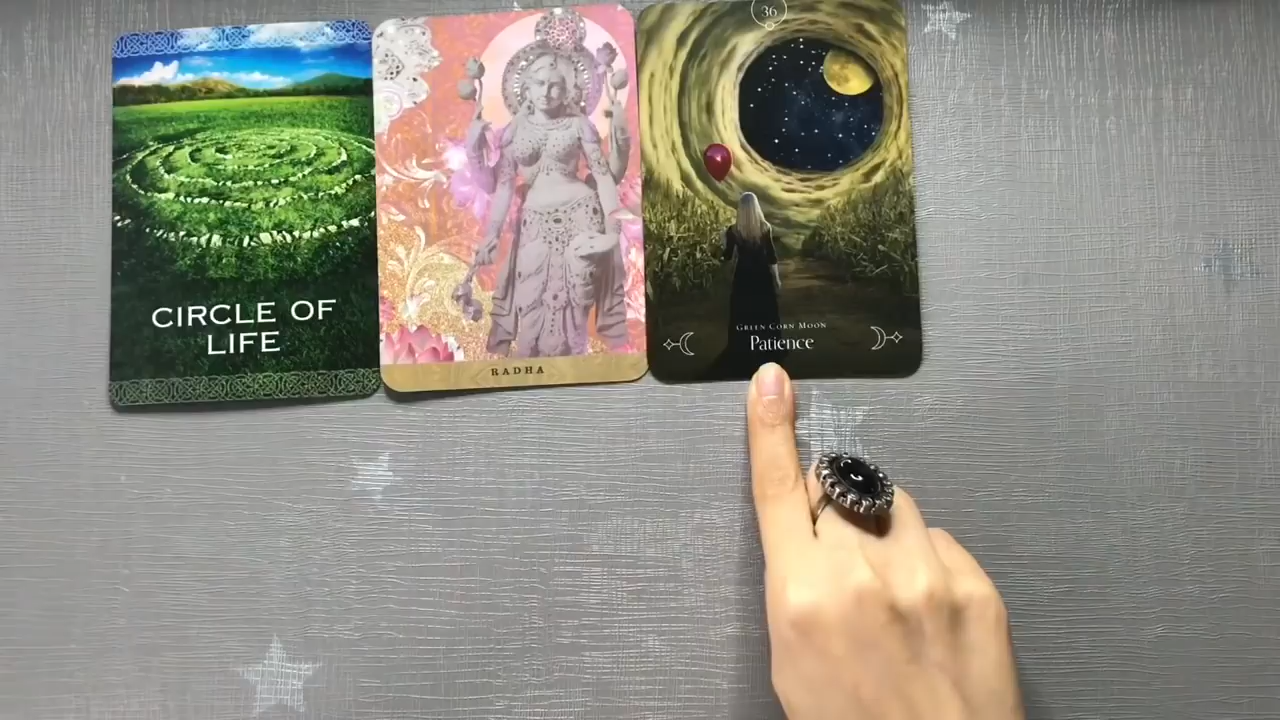 CIRCLE OF
LIFE
RADHA
36
GREEN CORN MOON
Patience